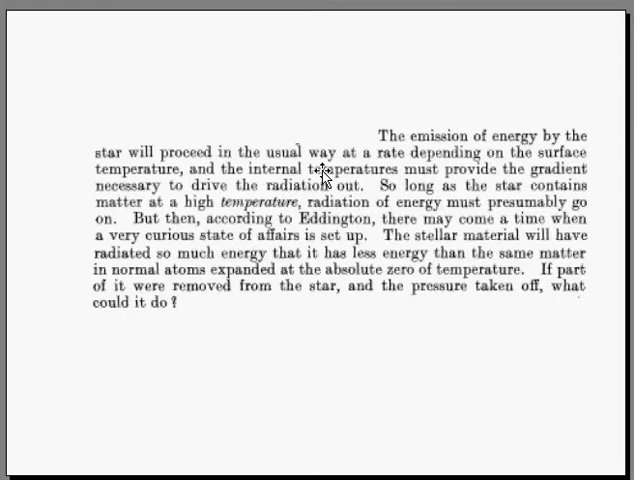 The emission of energy by the
star will proceed in the usual way at a rate depending on the surface
temperature, and the internal temperatures must provide the gradient
necessary to drive the radiation out. So long as the star contains
matter at a high temperature, radiation of energy must presumably go
on. But then, according to Eddington, there may come a time when
a very curious state of affairs is set up. The stellar material will have
radiated so much energy that it has less energy than the same matter
in normal atoms expanded at the absolute zero of temperature. If part
of it were removed from the star, and the pressure taken off, what
could it do?